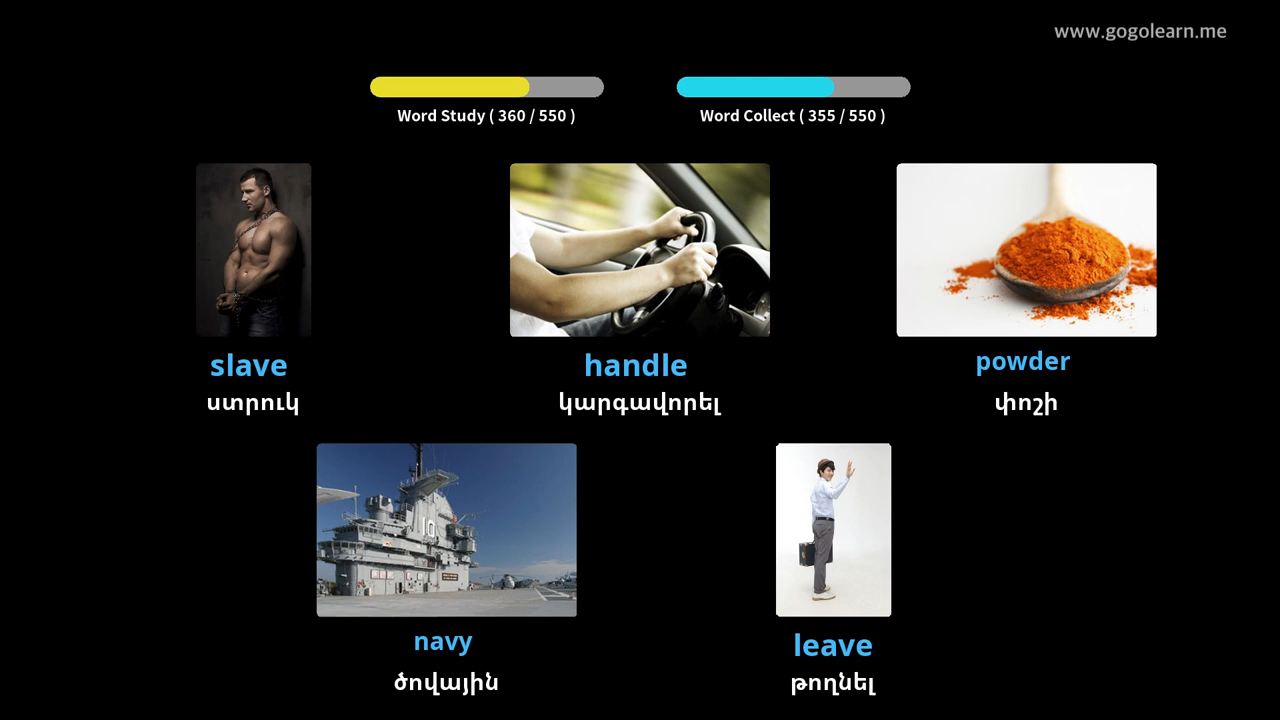 www.gogolearn.me
Word Study ( 360 / 550 )
Word Collect ( 355 / 550 )
slave
ստրուկ
handle
կարգավորել
powder
փոշի
10
navy
ծովային
leave
թողնել